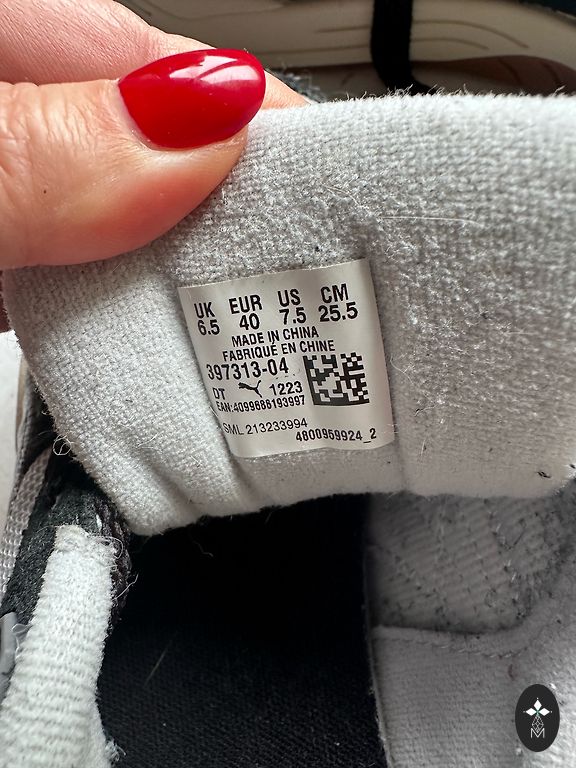 UK EUR US CM
6.5 40 7.5 25.5
MADE IN CHINA
FABRIQUÉ EN CHINE
397313-04
DT 1223
EAN:4099688193997
SML 213233994
4800959924_2
M